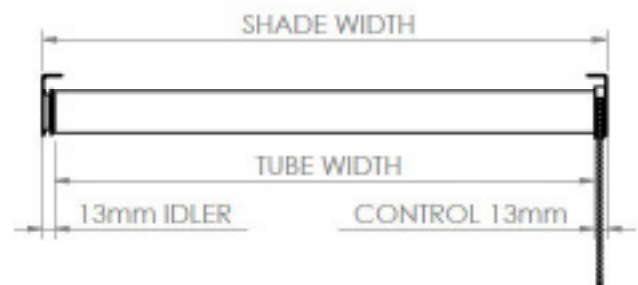 SHADE WIDTH
TUBE WIDTH
13mm IDLER
CONTROL 13mm